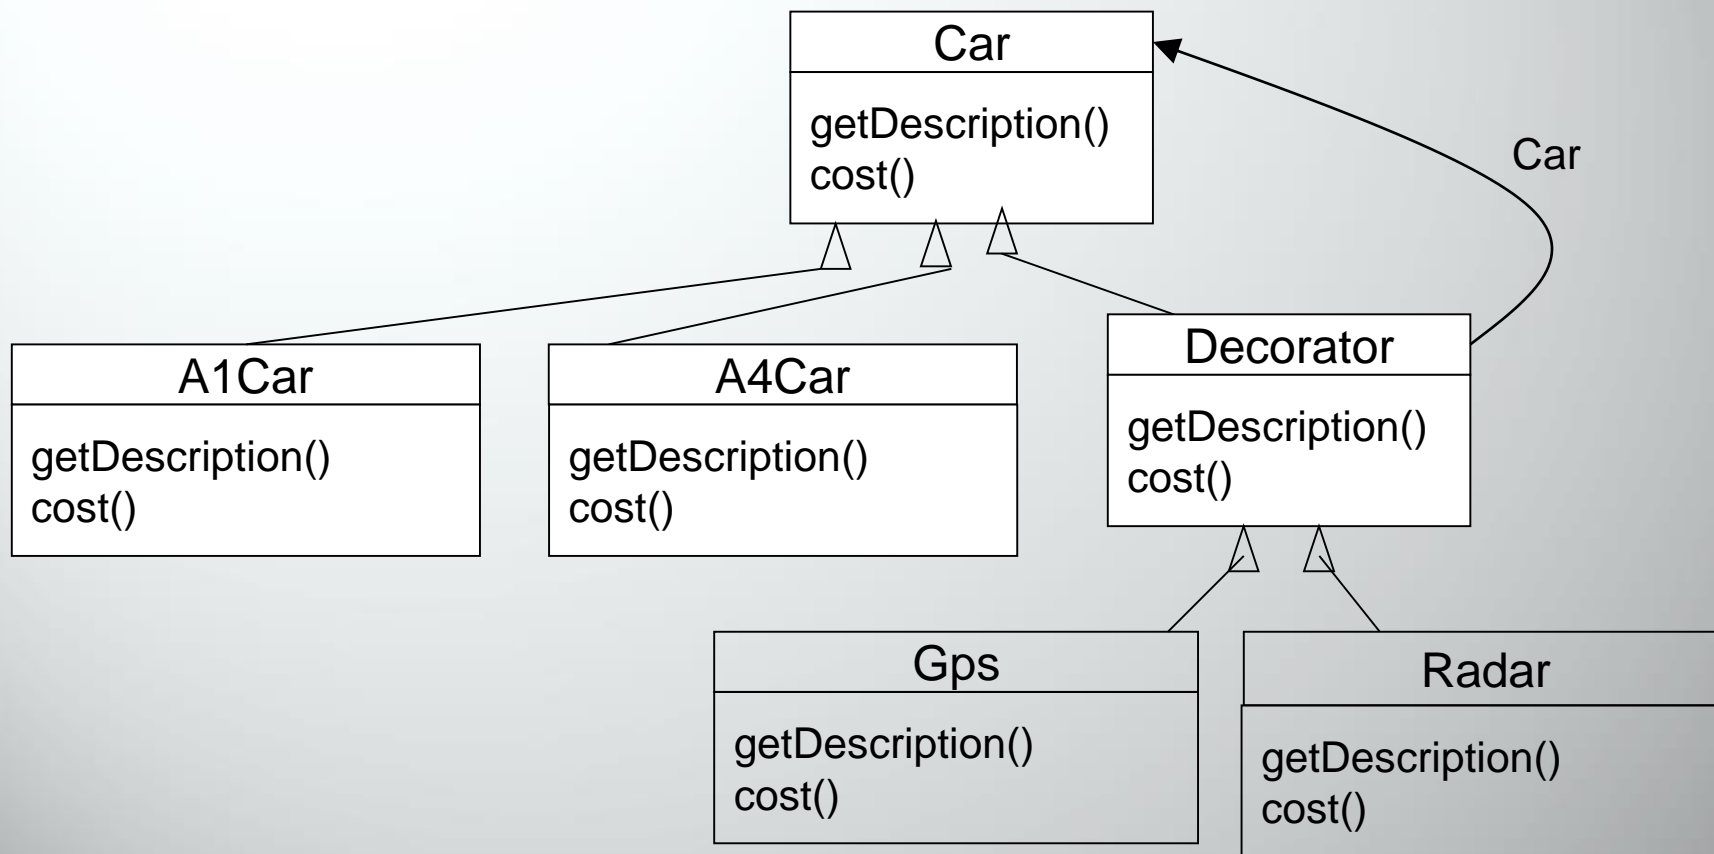 Car
getDescription()
cost()
Car
A1Car
getDescription()
cost()
A4Car
getDescription()
cost()
Decorator
getDescription()
cost()
Gps
getDescription()
cost()
Radar
getDescription()
cost()